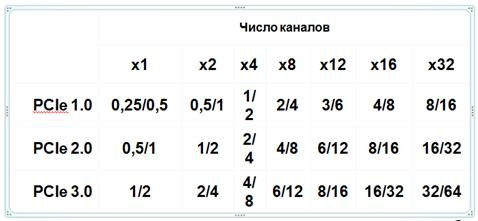 Число каналов
x1 x2 x4 x8 x12 x16 x32
PCIe 1.0 0,25/0,5 0,5/1 1/2 2/4 3/6 4/8 8/16
PCIe 2.0 0,5/1 1/2 2/4 4/8 6/12 8/16 16/32
PCIe 3.0 1/2 2/4 4/8 6/12 8/16 16/32 32/64